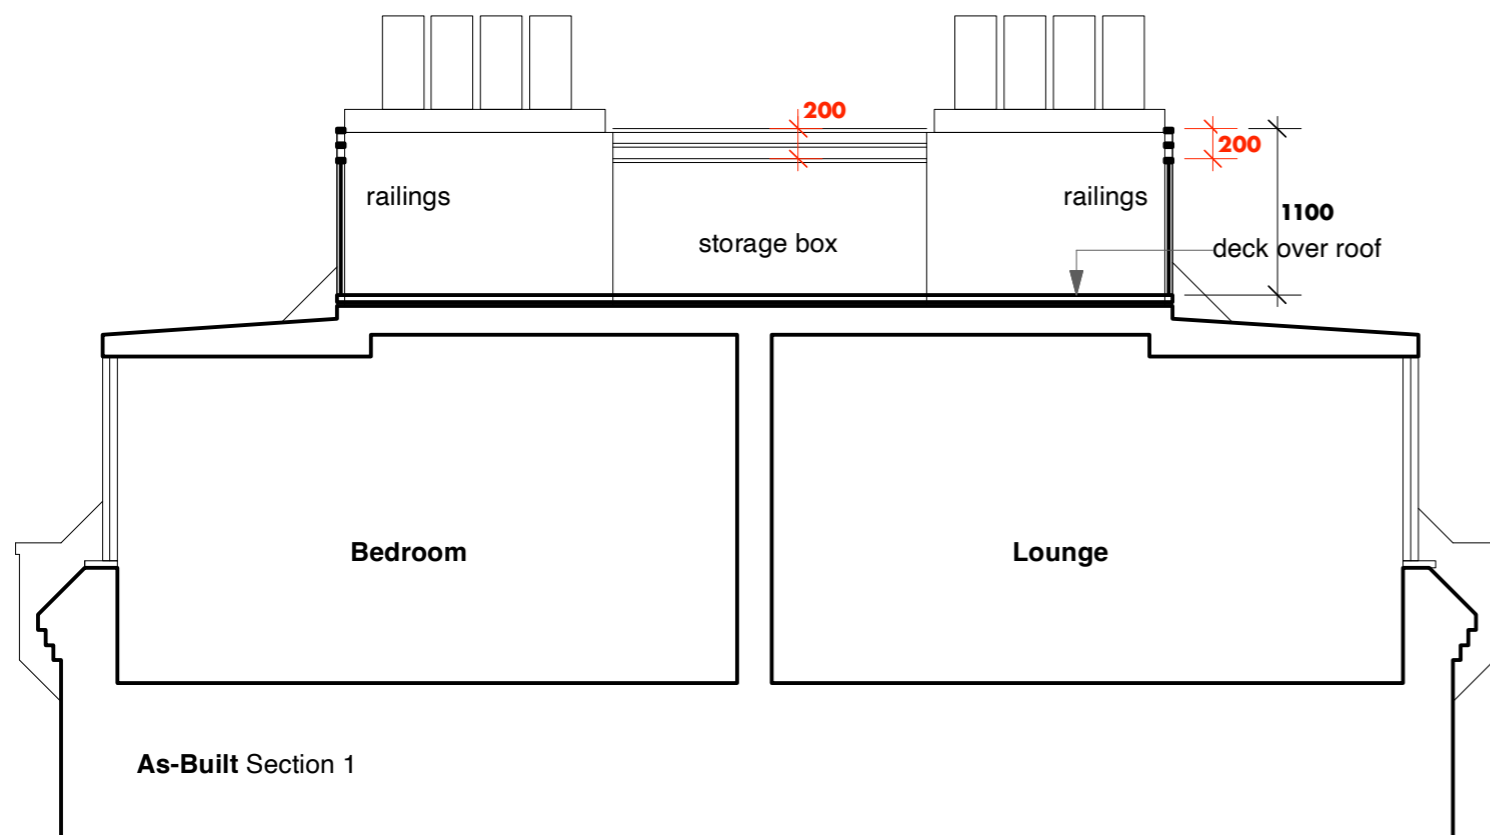 200
200
railings
railings
1100
storage box
deck over roof
Bedroom
Lounge
As-Built Section 1